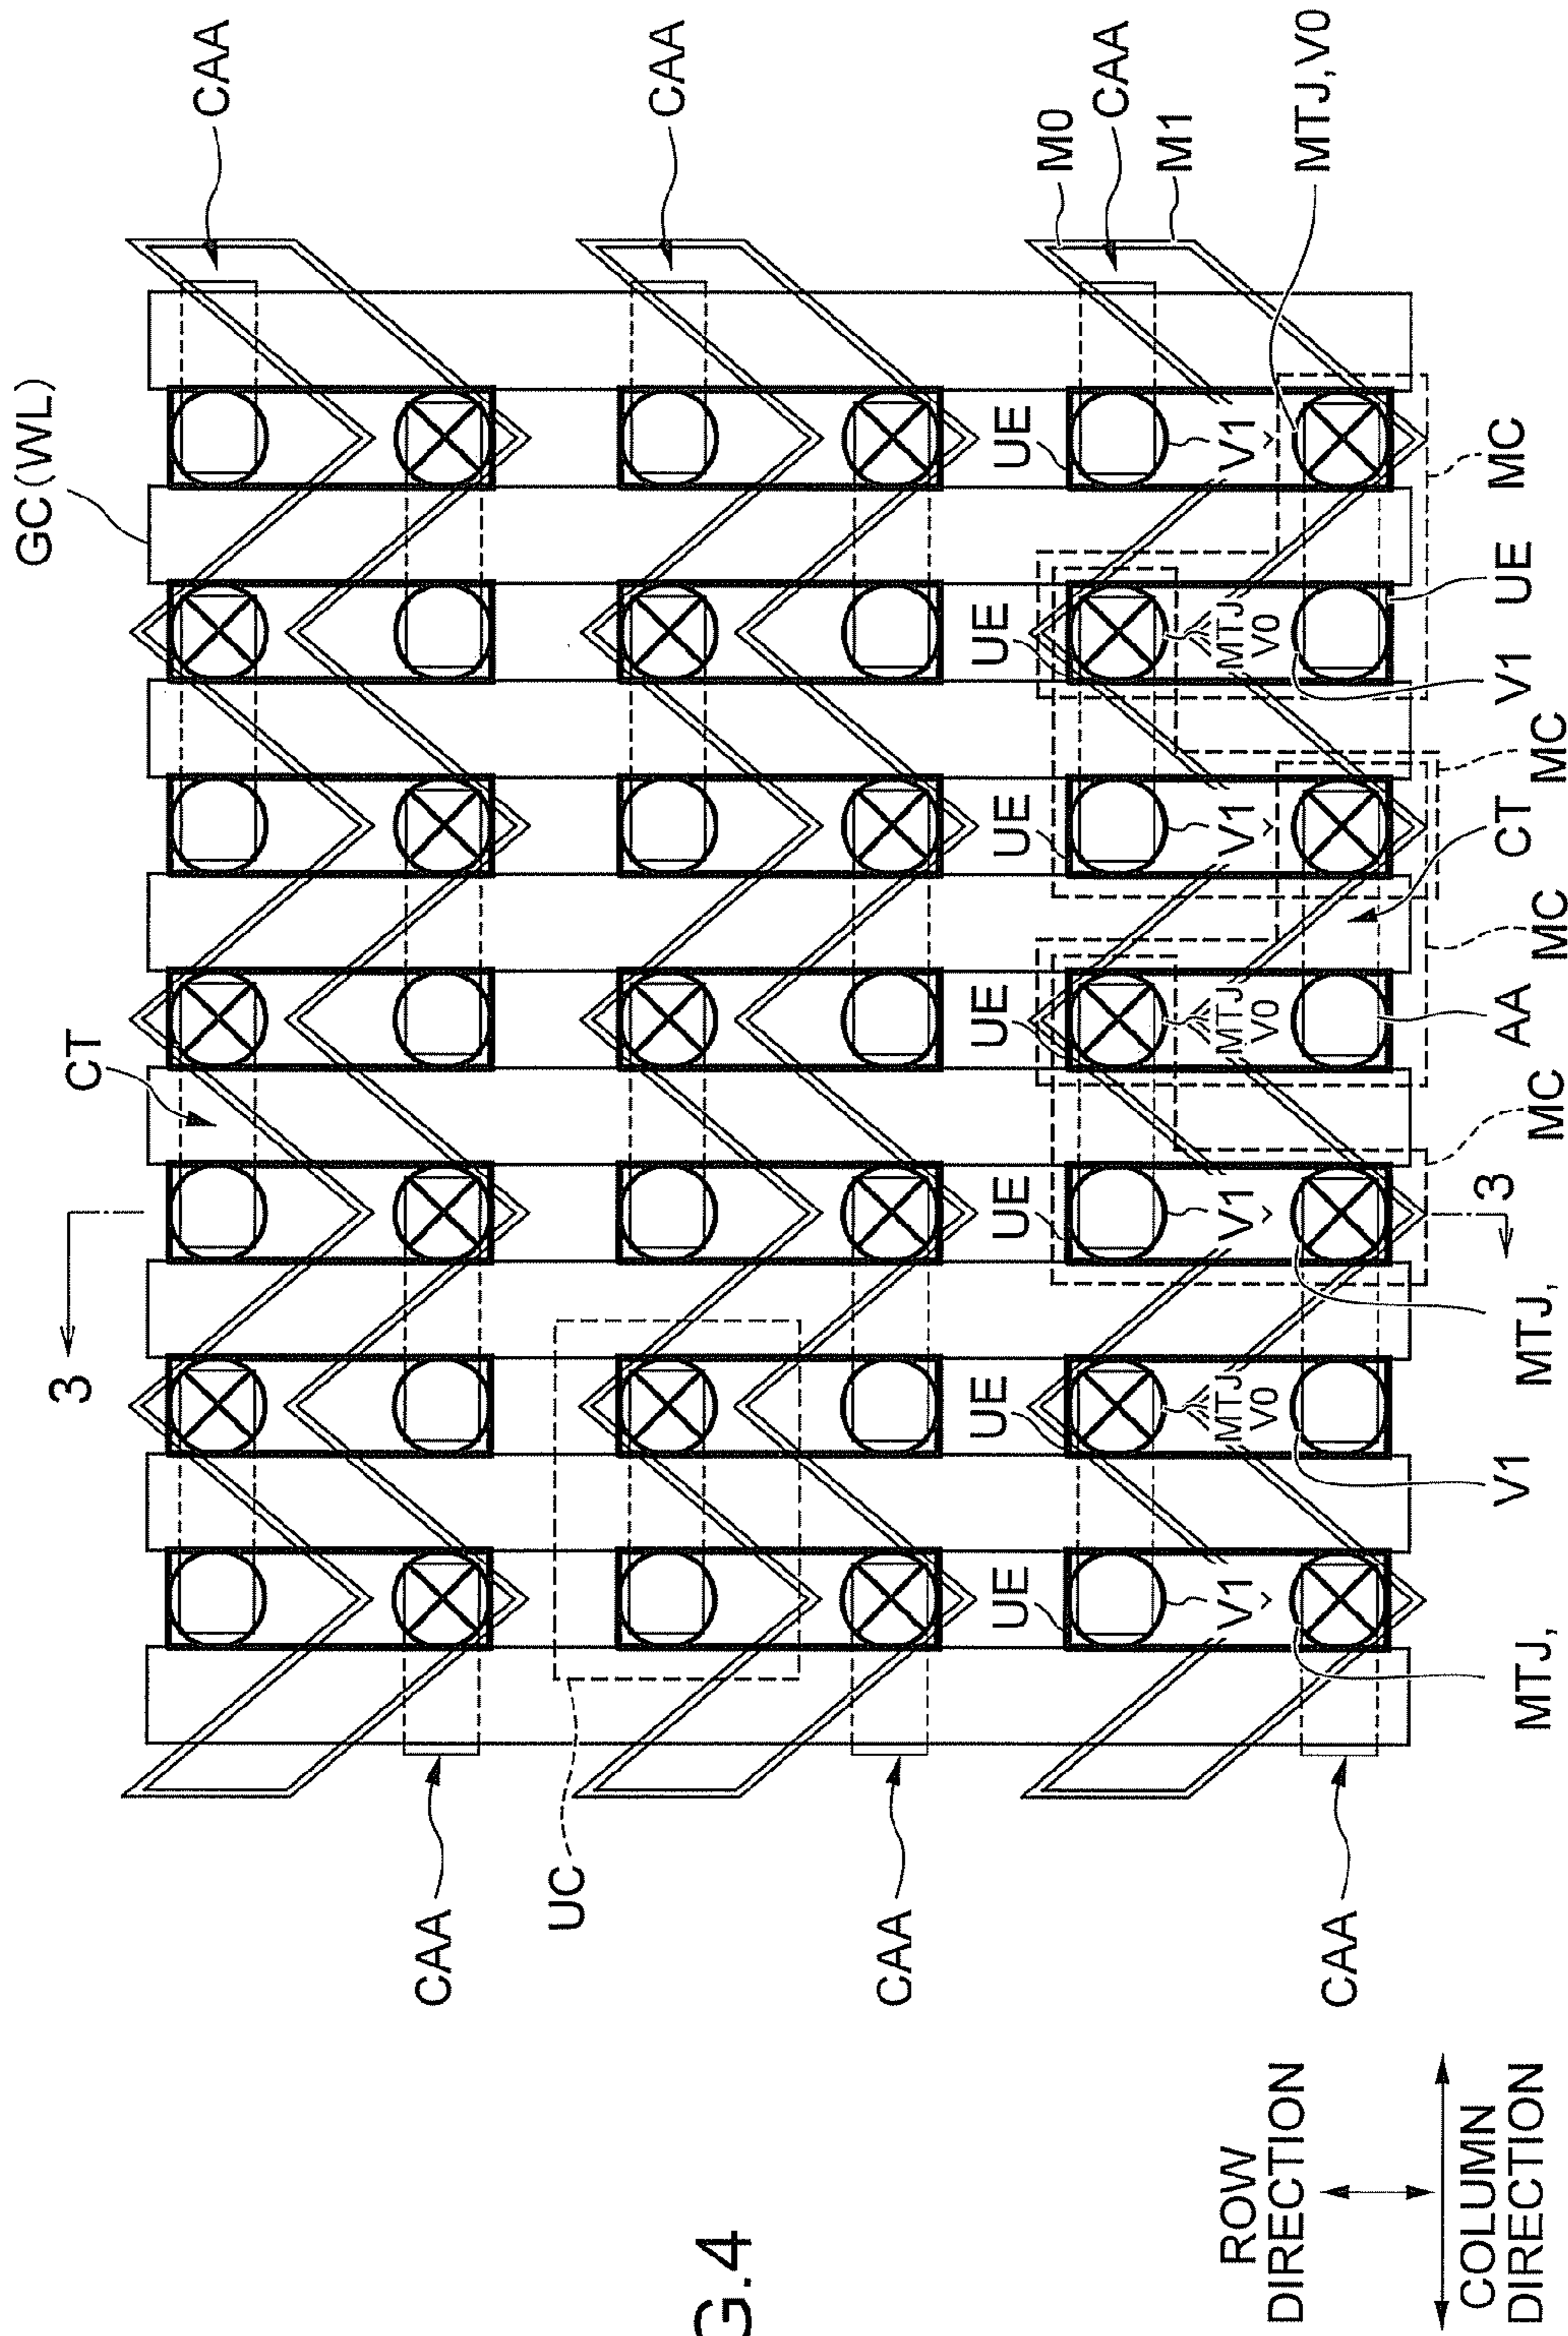 GC(WL)
CAA
CAA
CAA
M0
M1
MTJ,V0
CT
3
UE
V1
UE
MTJ
V0
UE
V1
UE
MTJ
V0
UE
V1
UE
MTJ
V0
UE
V1
MC
UE
V1
MC
CT
MC
AA
MC
3
MTJ,
V1
MTJ,
UC
CAA
CAA
CAA
ROW
DIRECTION
COLUMN
DIRECTION
G.4